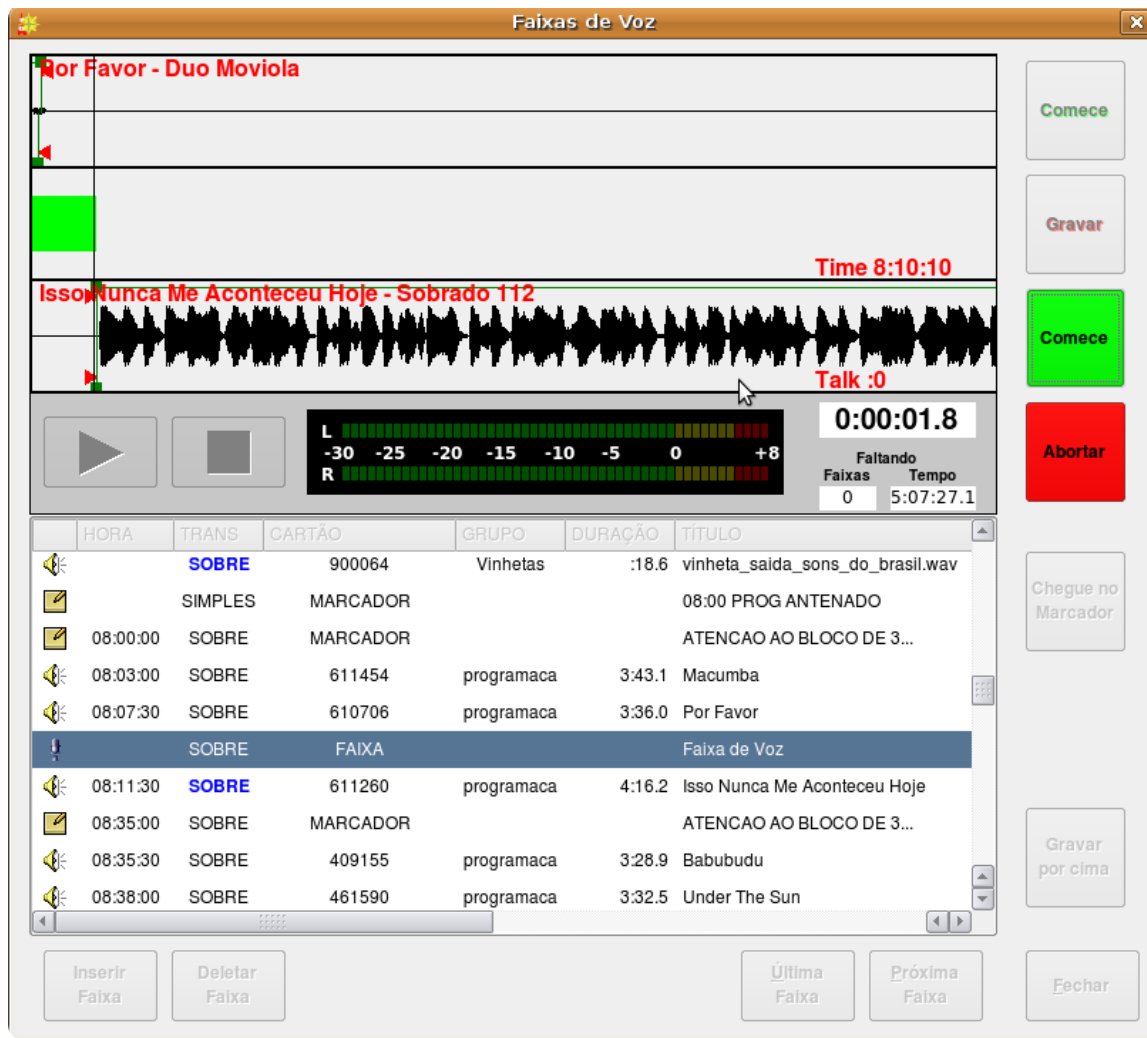 Faixas de Voz
Por Favor - Duo Moviola
Time 8:10:10
Isso Nunca Me Aconteceu Hoje - Sobrado 112
Talk :0
Comece
Gravar
Comece
Abortar
L
-30 -25 -20 -15 -10 -5 0 +8
R
0:00:01.8
Faltando
Faixas Tempo
0 5:07:27.1
HORA TRANS CARTÃO GRUPO DURAÇÃO TÍTULO
SOBRE 900064 Vinhetas :18.6 vinheta_saida_sons_do_brasil.wav
SIMPLES MARCADOR 08:00 PROG ANTENADO
08:00:00 SOBRE MARCADOR ATENCAO AO BLOCO DE 3...
08:03:00 SOBRE 611454 programaca 3:43.1 Macumba
08:07:30 SOBRE 610706 programaca 3:36.0 Por Favor
SOBRE FAIXA Faixa de Voz
08:11:30 SOBRE 611260 programaca 4:16.2 Isso Nunca Me Aconteceu Hoje
08:35:00 SOBRE MARCADOR ATENCAO AO BLOCO DE 3...
08:35:30 SOBRE 409155 programaca 3:28.9 Babubudu
08:38:00 SOBRE 461590 programaca 3:32.5 Under The Sun
Chegue no
Marcador
Gravar
por cima
Inserir
Faixa
Deletar
Faixa
Última
Faixa
Próxima
Faixa
Fechar